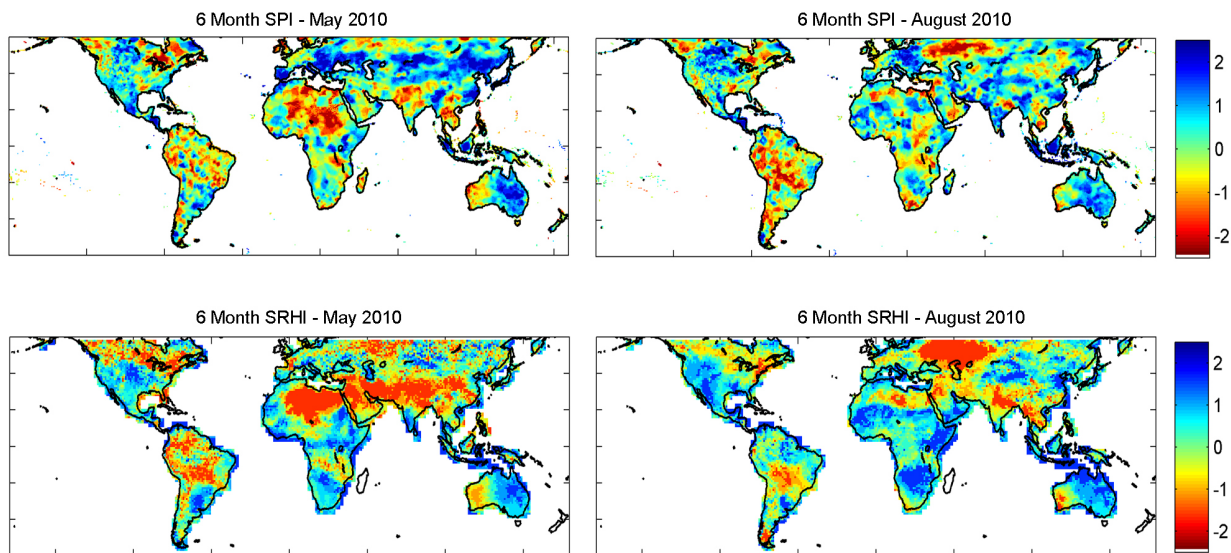 6 Month SPI - May 2010
6 Month SPI - August 2010
2
1
0
-1
-2
6 Month SRHI - May 2010
6 Month SRHI - August 2010
2
1
0
-1
-2